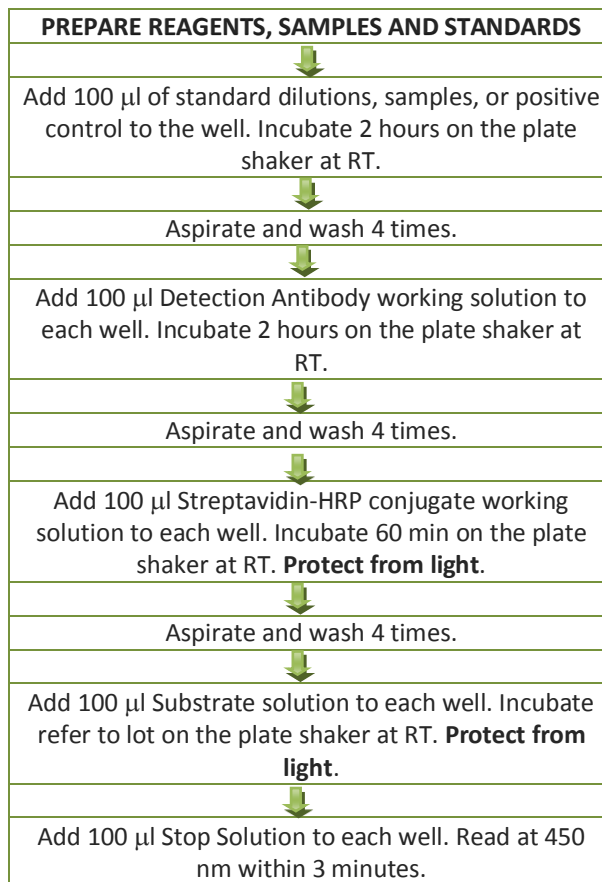 PREPARE REAGENTS, SAMPLES AND STANDARDS
Add 100 µl of standard dilutions, samples, or positive
control to the well. Incubate 2 hours on the plate
shaker at RT.
Aspirate and wash 4 times.
Add 100 µl Detection Antibody working solution to
each well. Incubate 2 hours on the plate shaker at
RT.
Aspirate and wash 4 times.
Add 100 µl Streptavidin-HRP conjugate working
solution to each well. Incubate 60 min on the plate
shaker at RT. Protect from light.
Aspirate and wash 4 times.
Add 100 µl Substrate solution to each well. Incubate
refer to lot on the plate shaker at RT. Protect from
light.
Add 100 µl Stop Solution to each well. Read at 450
nm within 3 minutes.